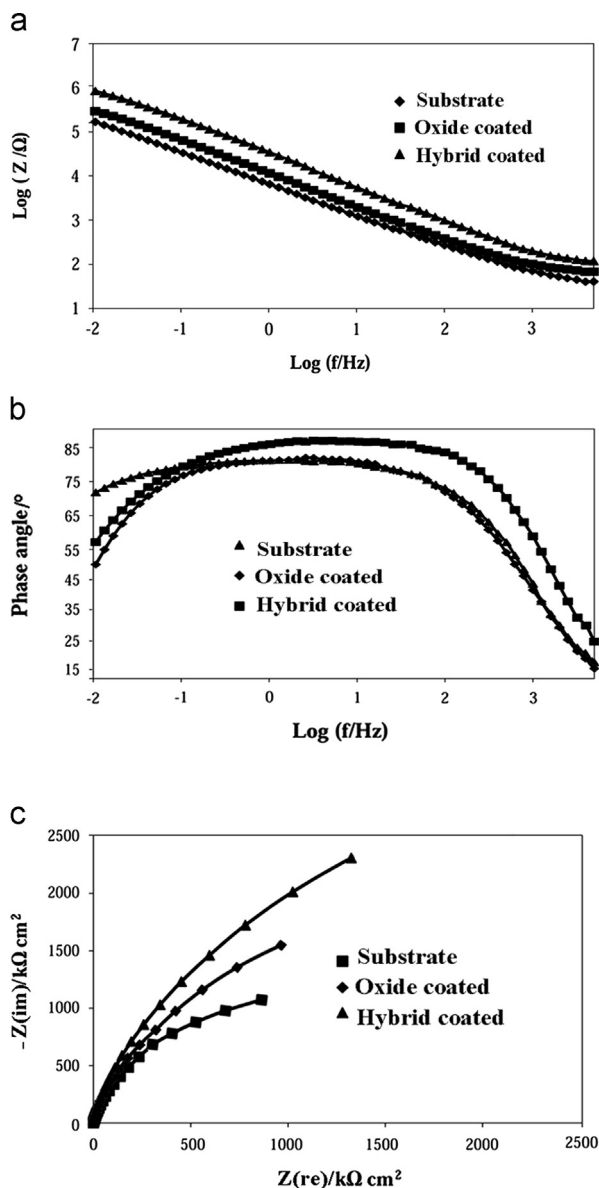 a
7
6
5
4
3
2
1
Log ( Z /Ω)
Substrate
Oxide coated
Hybrid coated
-2 -1 0 1 2 3
Log (f/Hz)
b
85
75
65
55
45
35
25
15
Phase angle/º
Substrate
Oxide coated
Hybrid coated
-2 -1 0 1 2 3
Log (f/Hz)
c
2500
2000
1500
1000
500
0
-Z(im)/kΩ cm²
Substrate
Oxide coated
Hybrid coated
0 500 1000 1500 2000 2500
Z(re)/kΩ cm²